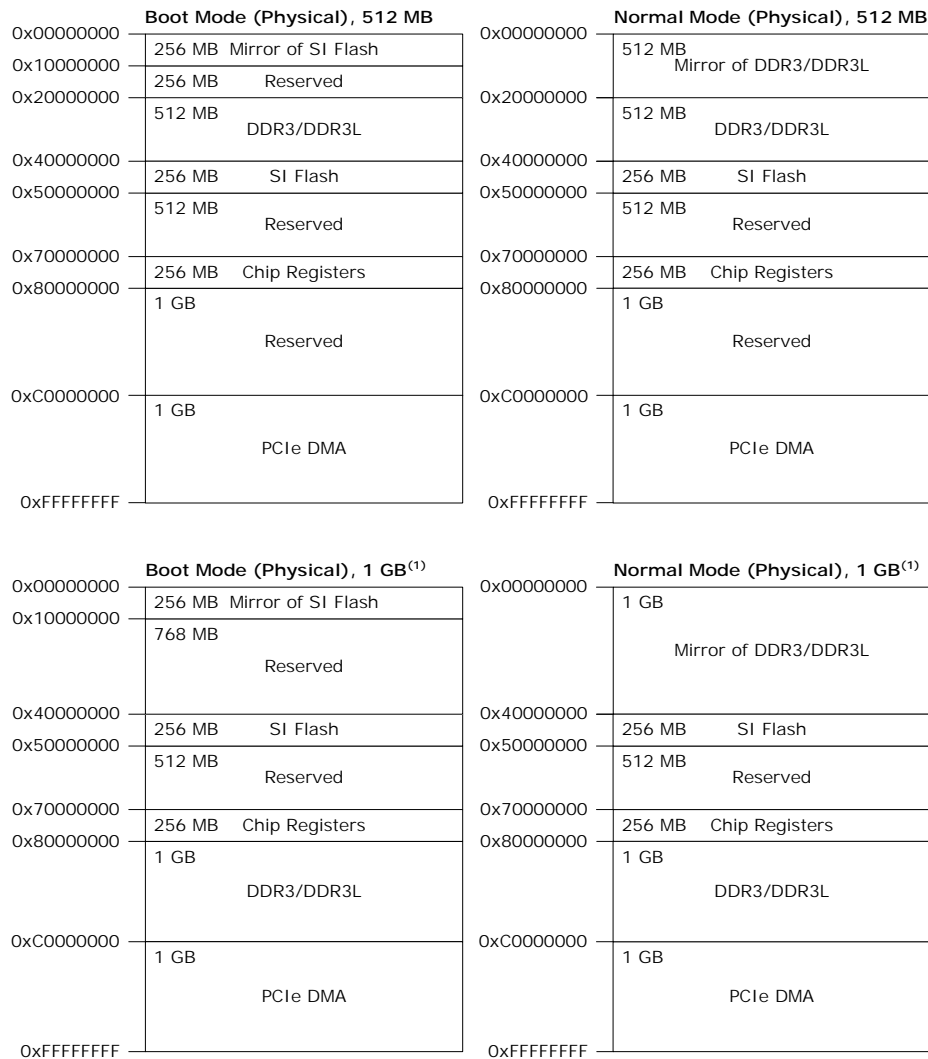 Boot Mode (Physical), 512 MB
0x00000000
256 MB Mirror of SI Flash
0x10000000
256 MB Reserved
0x20000000
512 MB
DDR3/DDR3L
0x40000000
256 MB SI Flash
0x50000000
512 MB
Reserved
0x70000000
256 MB Chip Registers
0x80000000
1 GB
Reserved
0xC0000000
1 GB
PCIe DMA
0xFFFFFFFF
Normal Mode (Physical), 512 MB
0x00000000
512 MB
Mirror of DDR3/DDR3L
0x20000000
512 MB
DDR3/DDR3L
0x40000000
256 MB SI Flash
0x50000000
512 MB
Reserved
0x70000000
256 MB Chip Registers
0x80000000
1 GB
Reserved
0xC0000000
1 GB
PCIe DMA
0xFFFFFFFF
Boot Mode (Physical), 1 GB(1)
0x00000000
256 MB Mirror of SI Flash
0x10000000
768 MB
Reserved
0x40000000
256 MB SI Flash
0x50000000
512 MB
Reserved
0x70000000
256 MB Chip Registers
0x80000000
1 GB
DDR3/DDR3L
0xC0000000
1 GB
PCIe DMA
0xFFFFFFFF
Normal Mode (Physical), 1 GB(1)
0x00000000
1 GB
Mirror of DDR3/DDR3L
0x40000000
256 MB SI Flash
0x50000000
512 MB
Reserved
0x70000000
256 MB Chip Registers
0x80000000
1 GB
DDR3/DDR3L
0xC0000000
1 GB
PCIe DMA
0xFFFFFFFF